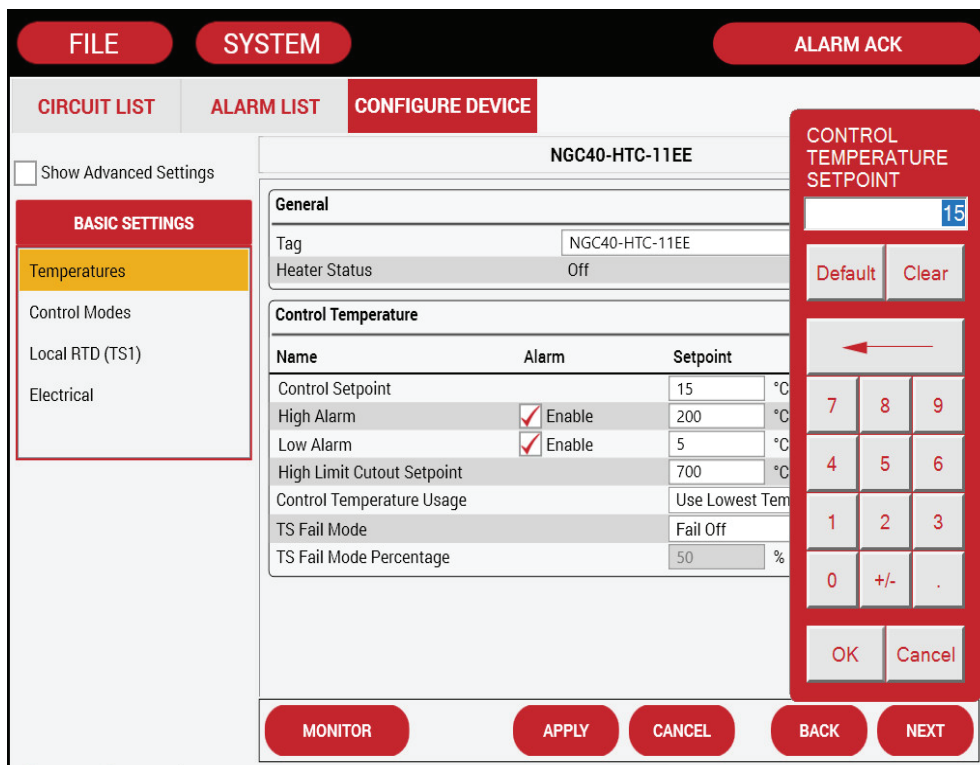 FILE SYSTEM ALARM ACK
CIRCUIT LIST ALARM LIST CONFIGURE DEVICE
Show Advanced Settings
BASIC SETTINGS
Temperatures
Control Modes
Local RTD (TS1)
Electrical
NGC40-HTC-11EE
General
Tag NGC40-HTC-11EE
Heater Status Off
Control Temperature
Name Alarm Setpoint
Control Setpoint 15 °C
High Alarm Enable 200 °C
Low Alarm Enable 5 °C
High Limit Cutout Setpoint 700 °C
Control Temperature Usage Use Lowest Tem
TS Fail Mode Fail Off
TS Fail Mode Percentage 50 %
CONTROL
TEMPERATURE
SETPOINT
15
Default Clear
7 8 9
4 5 6
1 2 3
0 +/- .
OK Cancel
MONITOR APPLY CANCEL BACK NEXT